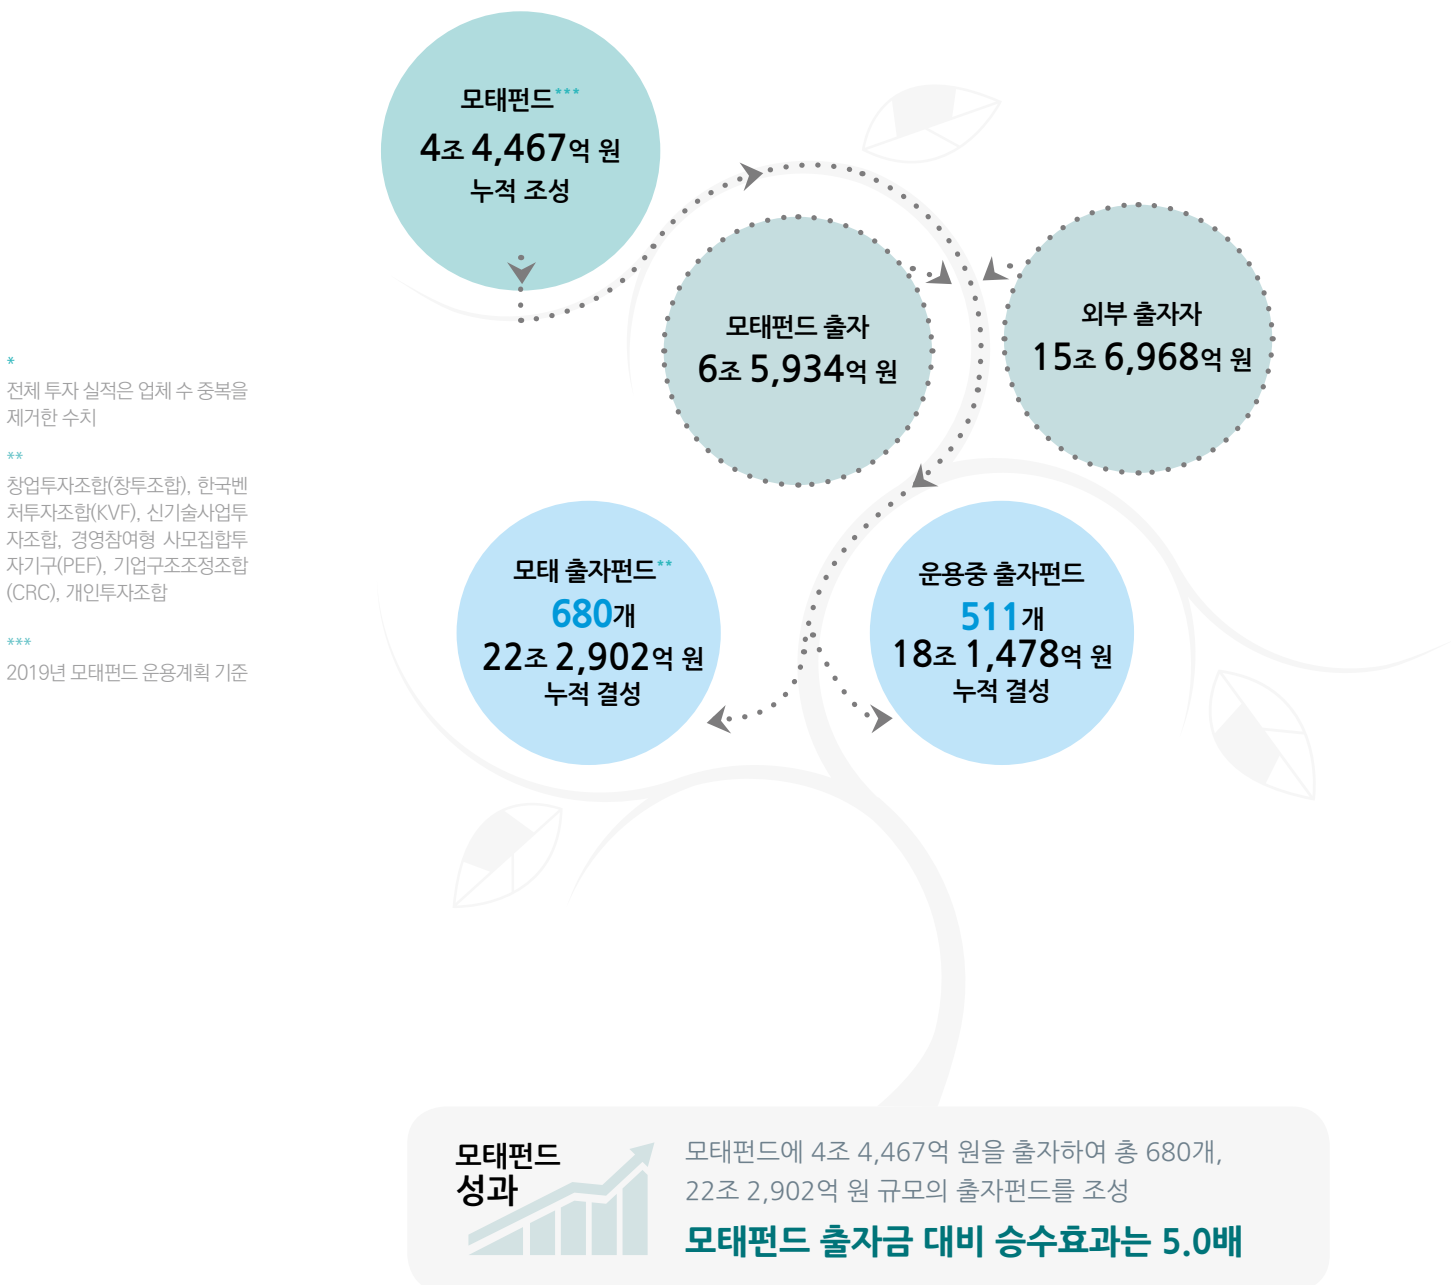 모태펀드***
4조 4,467억 원
누적 조성
모태펀드 출자
6조 5,934억 원
외부 출자자
15조 6,968억 원
*
전체 투자 실적은 업체 수 중복을
제거한 수치
**
창업투자조합(창투조합), 한국벤
처투자조합(KVF), 신기술사업투
자조합, 경영참여형 사모집합투
자기구(PEF), 기업구조조정조합
(CRC), 개인투자조합
***
2019년 모태펀드 운용계획 기준
모태 출자펀드**
680개
22조 2,902억 원
누적 결성
운용중 출자펀드
511개
18조 1,478억 원
누적 결성
모태펀드
성과
모태펀드에 4조 4,467억 원을 출자하여 총 680개,
22조 2,902억 원 규모의 출자펀드를 조성
모태펀드 출자금 대비 승수효과는 5.0배